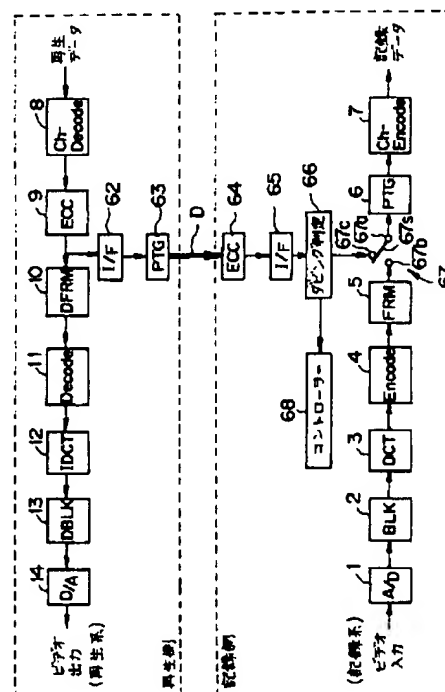 再生データ
8
Ch-Decode
9
ECC
10
DFRM
62
I/F
63
PTG
11
Decode
12
IDCT
13
IDBLK
14
D/A
ビデオ出力
(再生系)
再生側
D
記録側
64
ECC
65
I/F
66
ダビング判定
68
コントローラー
67c
67a
67s
67b
67
(記録系)
ビデオ入力
1
A/D
2
BLK
3
DCT
4
Encode
5
FRM
6
PTG
7
Ch-Encode
記録データ